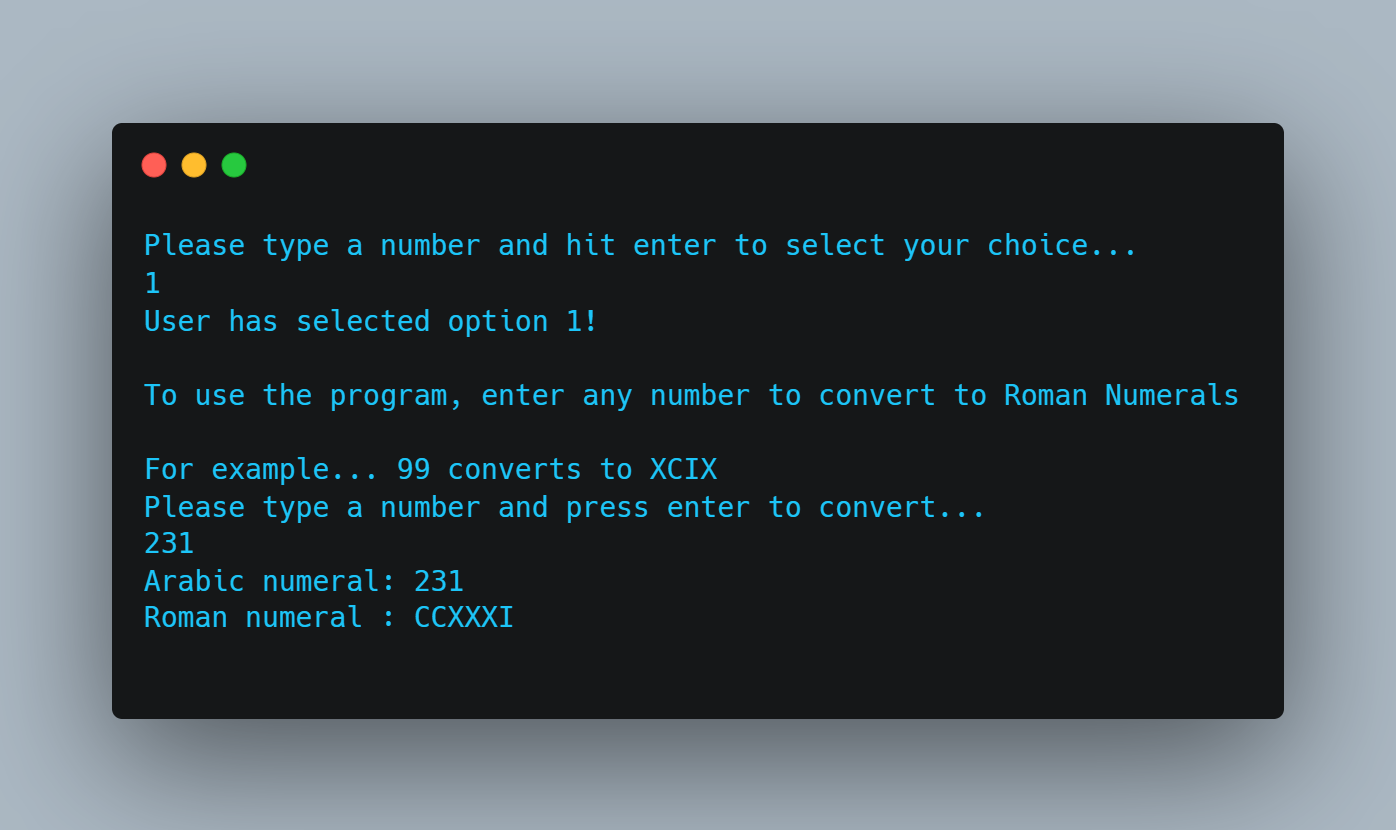 Please type a number and hit enter to select your choice...
1
User has selected option 1!
To use the program, enter any number to convert to Roman Numerals
For example... 99 converts to XCIX
Please type a number and press enter to convert...
231
Arabic numeral: 231
Roman numeral : CCXXXI